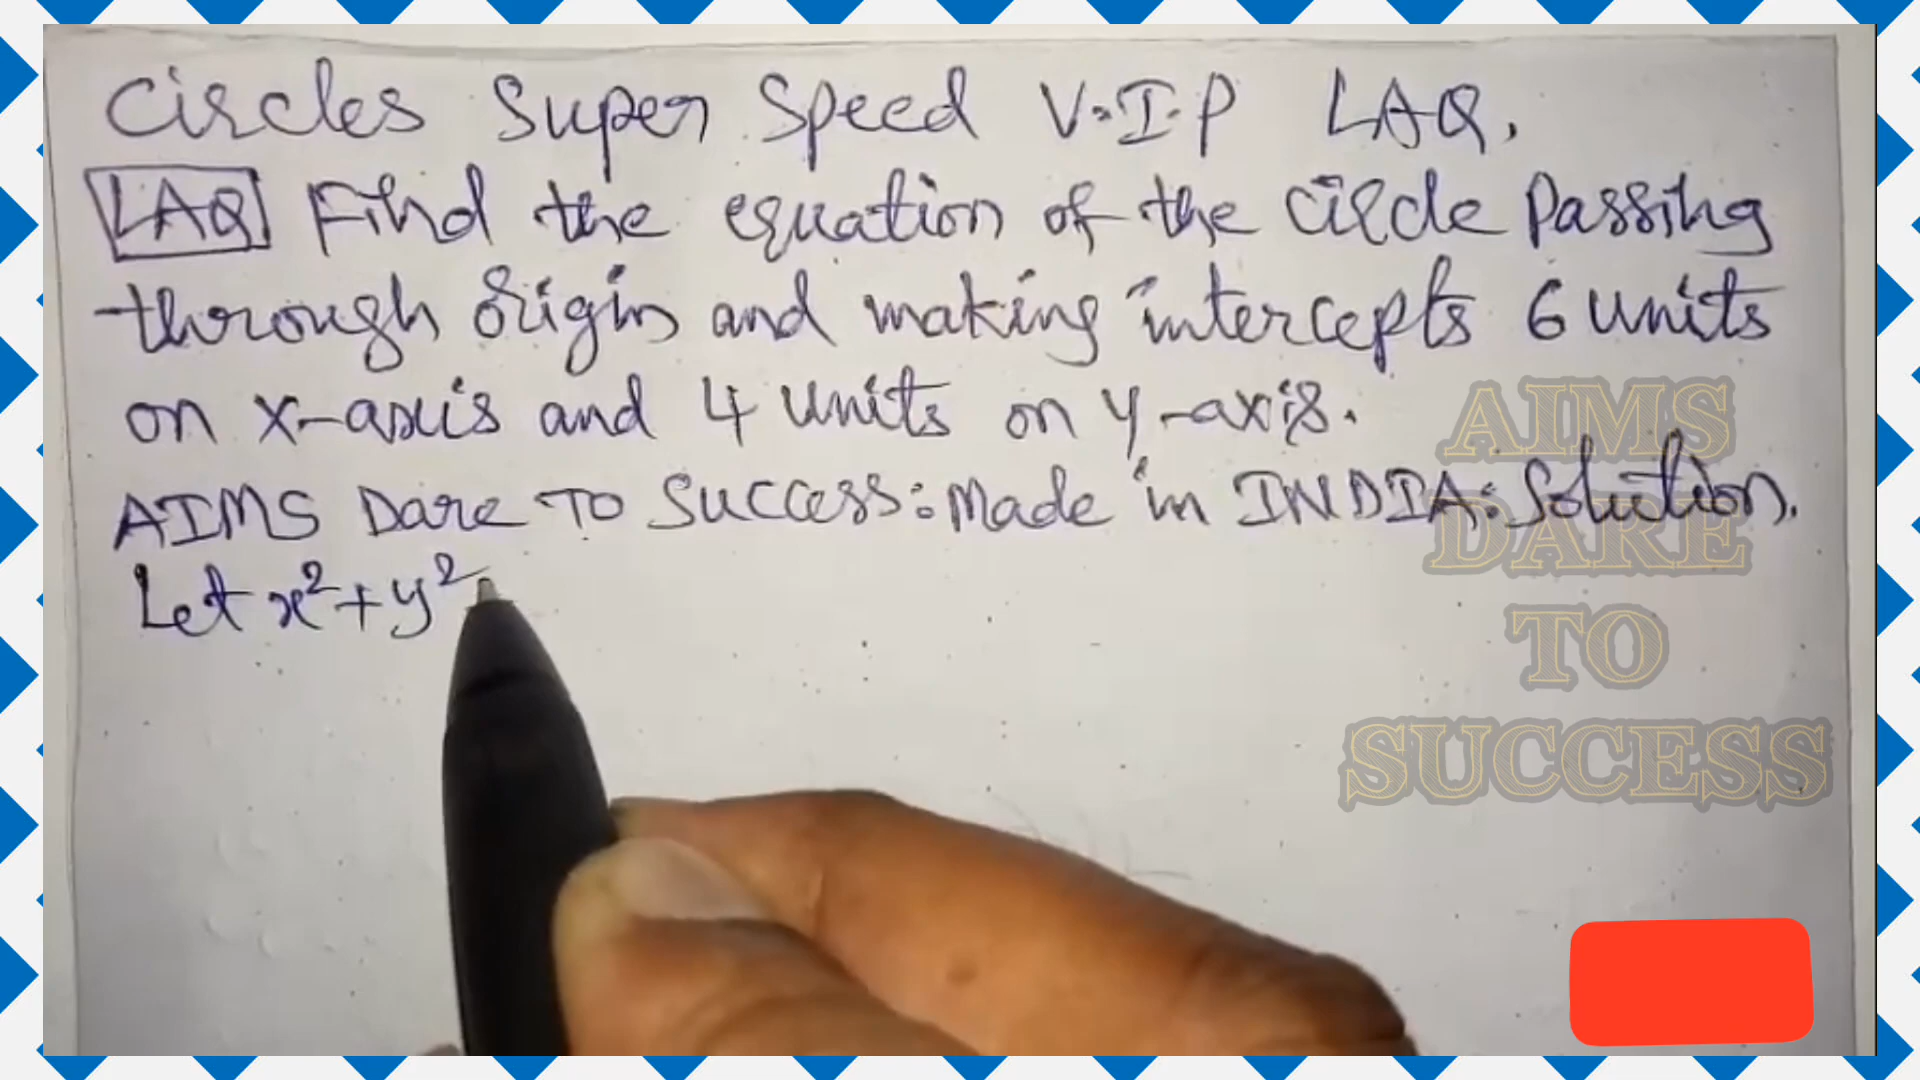 Circles Super Speed V.I.P LAQ.
LAQ Find the equation of the circle Passing
through origin and making intercepts 6 units
on x-axis and 4 units on y-axis.
AIMS Dare TO Success: Made in INDIA: Solution.
Let x²+y²
AIMS
DARE
TO
SUCCESS